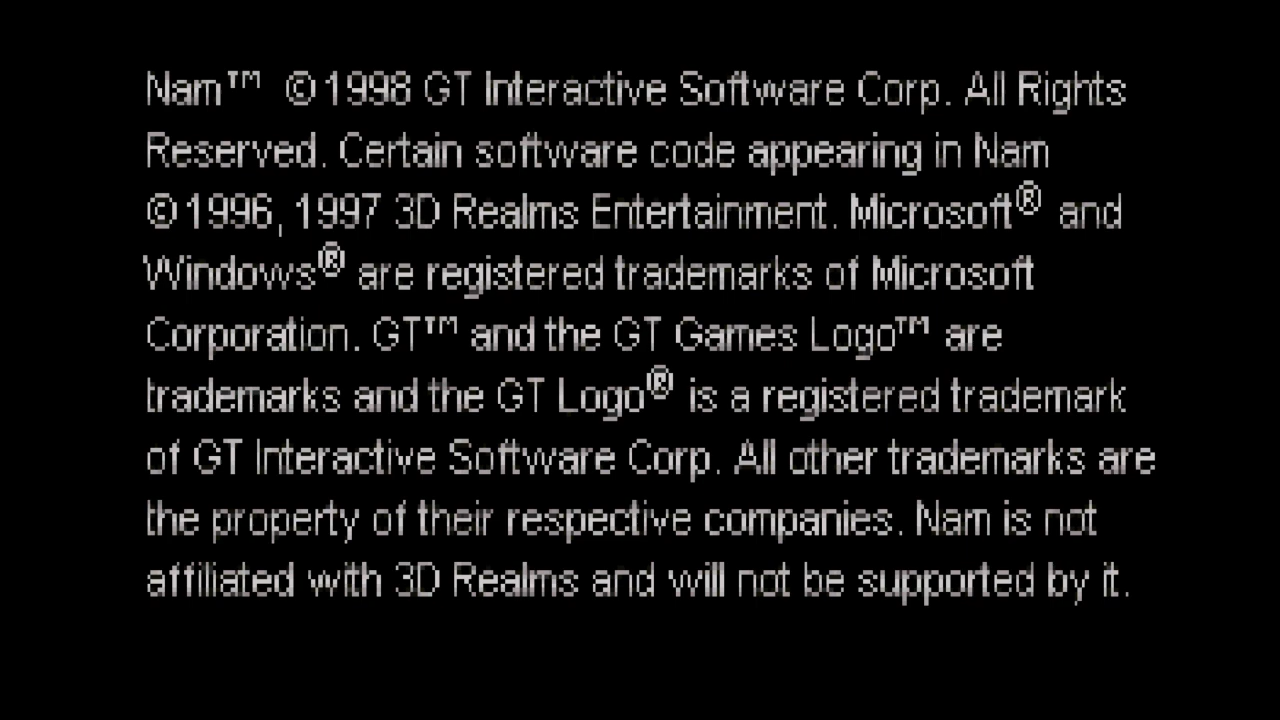 Nam™ ©1998 GT Interactive Software Corp. All Rights
Reserved. Certain software code appearing in Nam
©1996, 1997 3D Realms Entertainment. Microsoft® and
Windows® are registered trademarks of Microsoft
Corporation. GT™ and the GT Games Logo™ are
trademarks and the GT Logo® is a registered trademark
of GT Interactive Software Corp. All other trademarks are
the property of their respective companies. Nam is not
affiliated with 3D Realms and will not be supported by it.